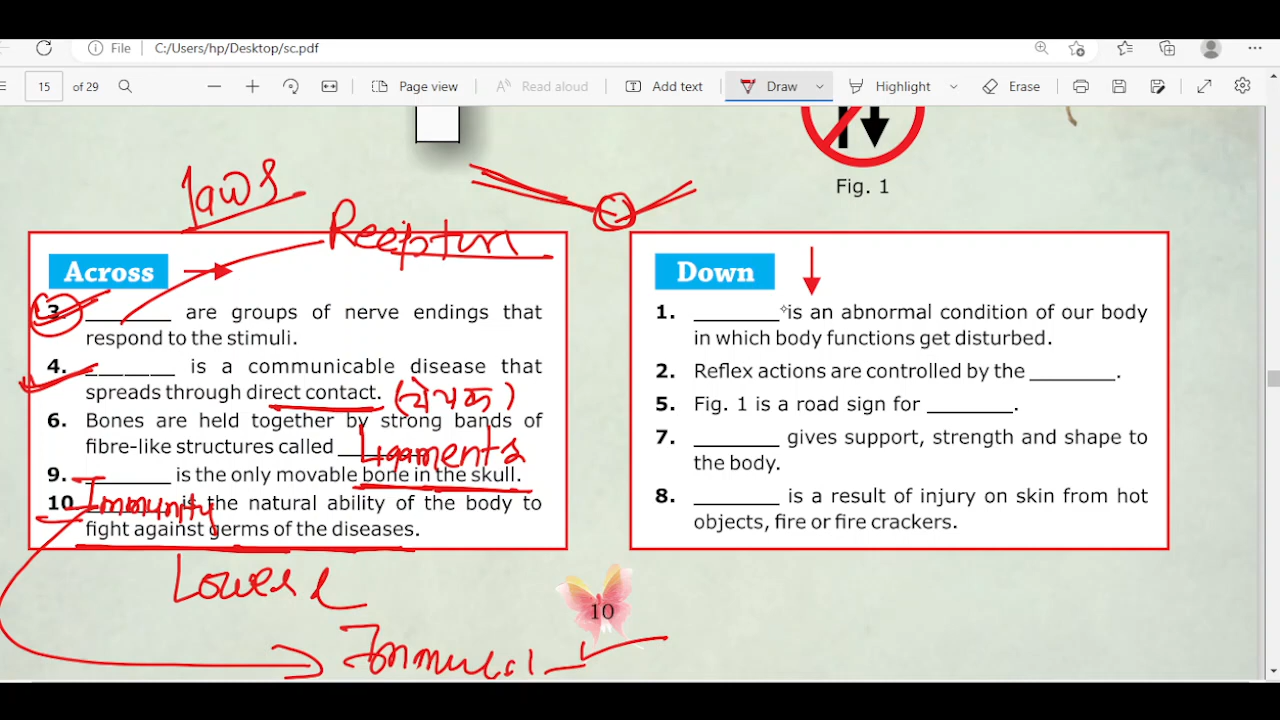 File C:/Users/hp/Desktop/sc.pdf
15 of 29 Page view Read aloud Add text Draw Highlight Erase
Fig. 1
Jaws
Across
3. ________ are groups of nerve endings that
respond to the stimuli.
4. ________ is a communicable disease that
spreads through direct contact.
6. Bones are held together by strong bands of
fibre-like structures called
Ligaments
9. ________ is the only movable bone in the skull.
10 Immunity is the natural ability of the body to
fight against germs of the diseases.
Down
1. ________ is an abnormal condition of our body
in which body functions get disturbed.
2. Reflex actions are controlled by the ________.
5. Fig. 1 is a road sign for ________.
7. ________ gives support, strength and shape to
the body.
8. ________ is a result of injury on skin from hot
objects, fire or fire crackers.
10